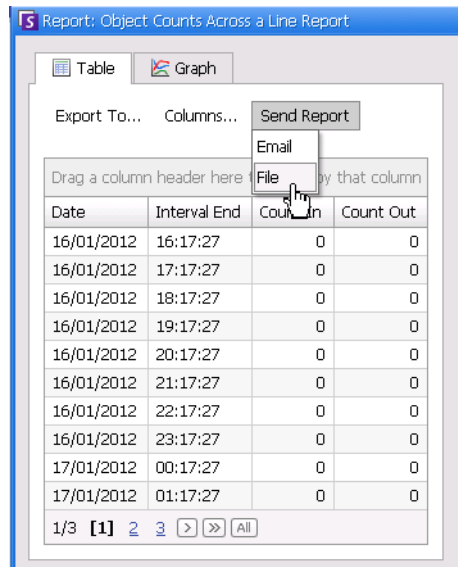 Report: Object Counts Across a Line Report
Table Graph
Export To... Columns... Send Report
Email
File
Drag a column header here by that column
Date Interval End Count In Count Out
16/01/2012 16:17:27 0 0
16/01/2012 17:17:27 0 0
16/01/2012 18:17:27 0 0
16/01/2012 19:17:27 0 0
16/01/2012 20:17:27 0 0
16/01/2012 21:17:27 0 0
16/01/2012 22:17:27 0 0
16/01/2012 23:17:27 0 0
17/01/2012 00:17:27 0 0
17/01/2012 01:17:27 0 0
1/3 [1] 2 3 > » All